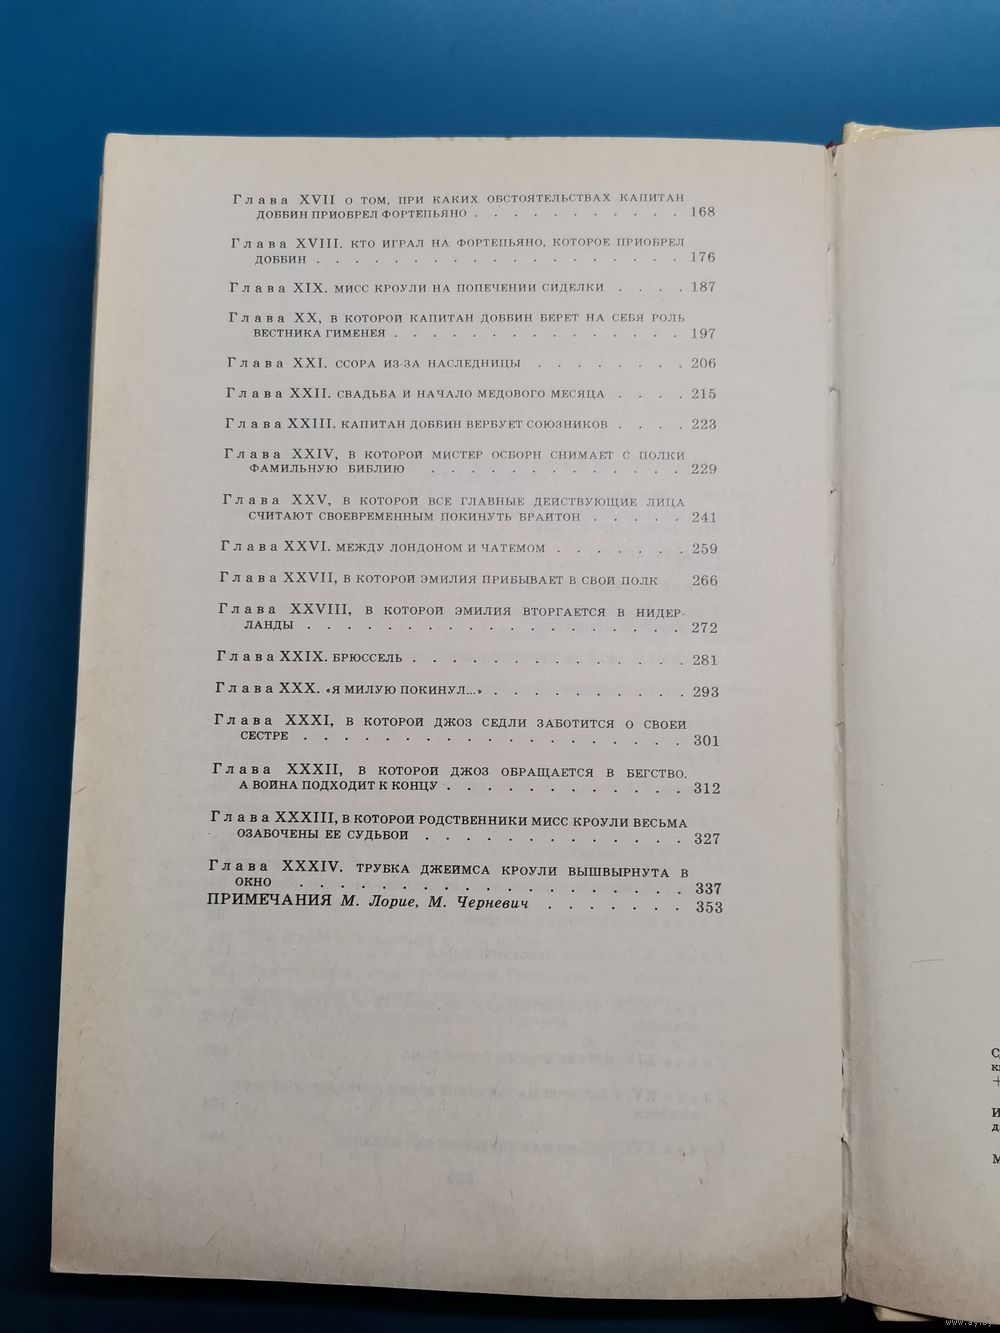 Глава XVII О ТОМ, ПРИ КАКИХ ОБСТОЯТЕЛЬСТВАХ КАПИТАН
ДОББИН ПРИОБРЕЛ ФОРТЕПЬЯНО . . . . . . . . . . . 168
Глава XVIII. КТО ИГРАЛ НА ФОРТЕПЬЯНО, КОТОРОЕ ПРИОБРЕЛ
ДОББИН . . . . . . . . . . . . . . . . . . . 176
Глава XIX. МИСС КРОУЛИ НА ПОПЕЧЕНИИ СИДЕЛКИ . . . . 187
Глава XX, В КОТОРОЙ КАПИТАН ДОББИН БЕРЕТ НА СЕБЯ РОЛЬ
ВЕСТНИКА ГИМЕНЕЯ . . . . . . . . . . . . . . . 197
Глава XXI. ССОРА ИЗ-ЗА НАСЛЕДНИЦЫ . . . . . . . . 206
Глава XXII. СВАДЬБА И НАЧАЛО МЕДОВОГО МЕСЯЦА . . . . 215
Глава XXIII. КАПИТАН ДОББИН ВЕРБУЕТ СОЮЗНИКОВ . . . . 223
Глава XXIV, В КОТОРОЙ МИСТЕР ОСБОРН СНИМАЕТ С ПОЛКИ
ФАМИЛЬНУЮ БИБЛИЮ . . . . . . . . . . . . . 229
Глава XXV, В КОТОРОЙ ВСЕ ГЛАВНЫЕ ДЕЙСТВУЮЩИЕ ЛИЦА
СЧИТАЮТ СВОЕВРЕМЕННЫМ ПОКИНУТЬ БРАЙТОН . . . . . 241
Глава XXVI. МЕЖДУ ЛОНДОНОМ И ЧАТЕМОМ . . . . . . . 259
Глава XXVII, В КОТОРОЙ ЭМИЛИЯ ПРИБЫВАЕТ В СВОЙ ПОЛК 266
Глава XXVIII, В КОТОРОЙ ЭМИЛИЯ ВТОРГАЕТСЯ В НИДЕР-
ЛАНДЫ . . . . . . . . . . . . . . . . . . . 272
Глава XXIX. БРЮССЕЛЬ . . . . . . . . . . . . . . 281
Глава XXX. «Я МИЛУЮ ПОКИНУЛ...» . . . . . . . . . . 293
Глава XXXI, В КОТОРОЙ ДЖОЗ СЕДЛИ ЗАБОТИТСЯ О СВОЕЙ
СЕСТРЕ . . . . . . . . . . . . . . . . . . . 301
Глава XXXII, В КОТОРОЙ ДЖОЗ ОБРАЩАЕТСЯ В БЕГСТВО,
А ВОЙНА ПОДХОДИТ К КОНЦУ . . . . . . . . . . . . 312
Глава XXXIII, В КОТОРОЙ РОДСТВЕННИКИ МИСС КРОУЛИ ВЕСЬМА
ОЗАБОЧЕНЫ ЕЕ СУДЬБОЙ . . . . . . . . . . . . . 327
Глава XXXIV. ТРУБКА ДЖЕЙМСА КРОУЛИ ВЫШВЫРНУТА В
ОКНО . . . . . . . . . . . . . . . . . . . 337
ПРИМЕЧАНИЯ М. Лорие, М. Черневич . . . . . . . 353
www.ay.by